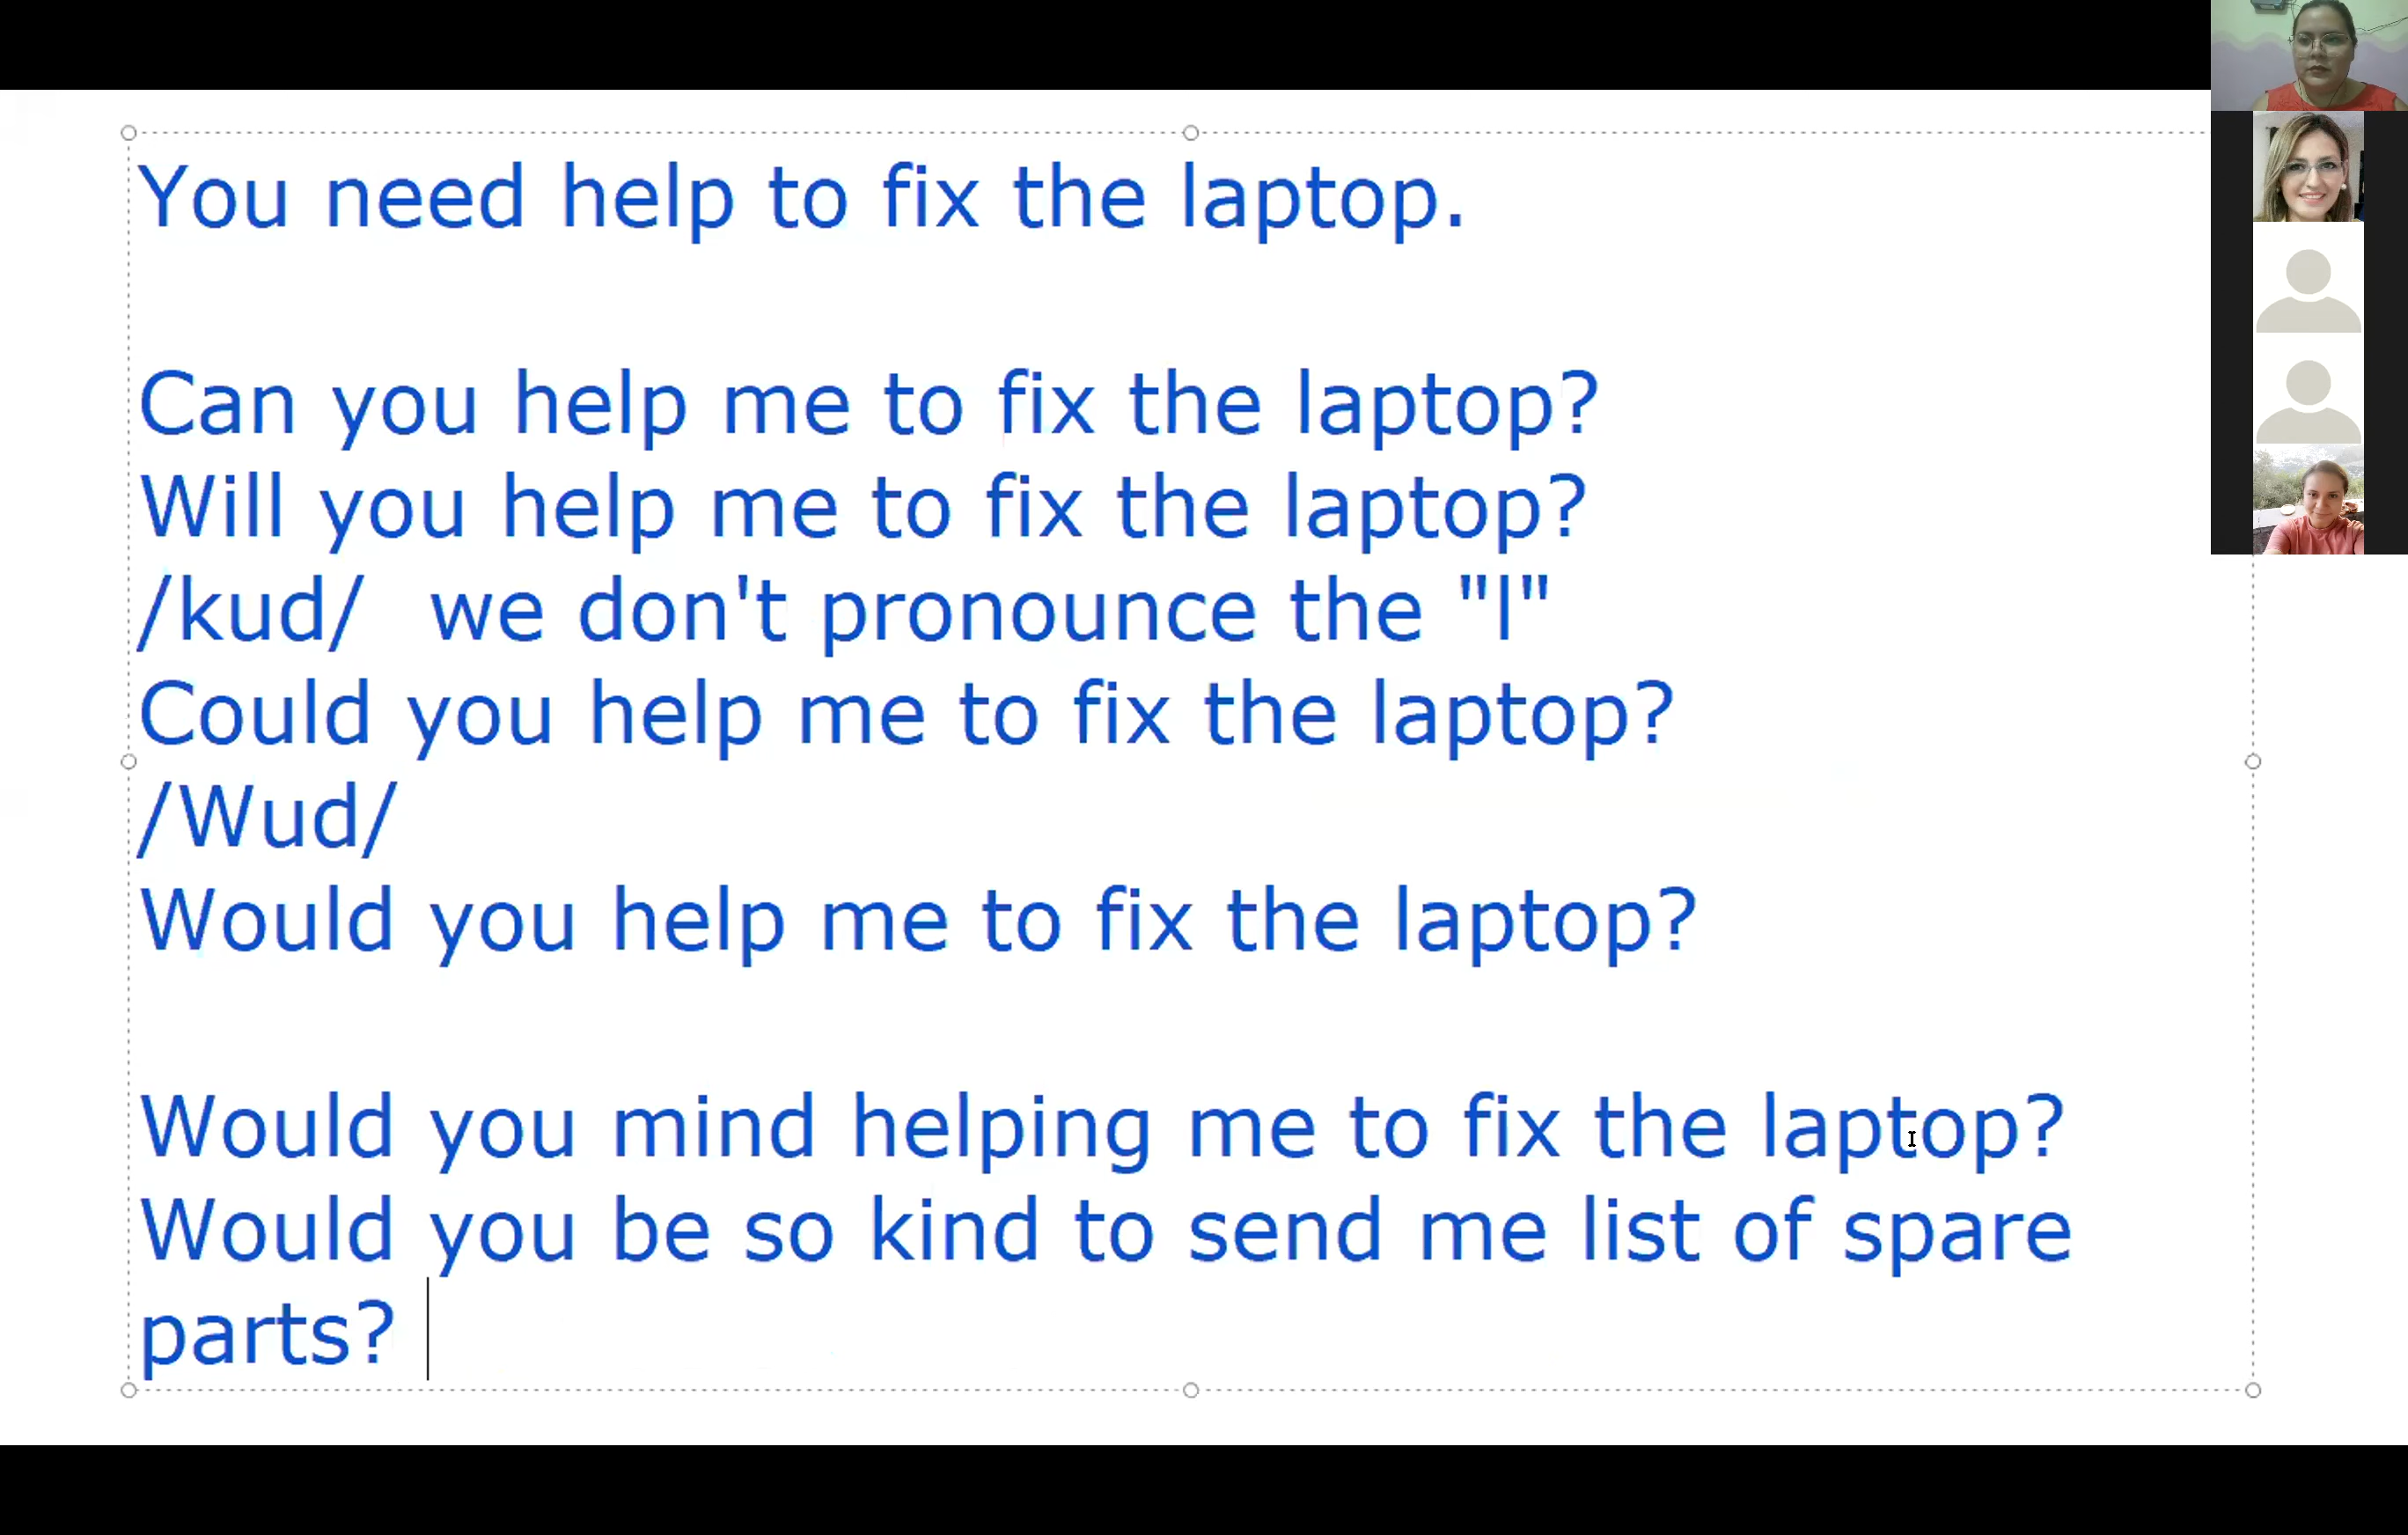 You need help to fix the laptop.
Can you help me to fix the laptop?
Will you help me to fix the laptop?
/kud/  we don't pronounce the "l"
Could you help me to fix the laptop?
/Wud/
Would you help me to fix the laptop?
Would you mind helping me to fix the laptop?
Would you be so kind to send me list of spare
parts?